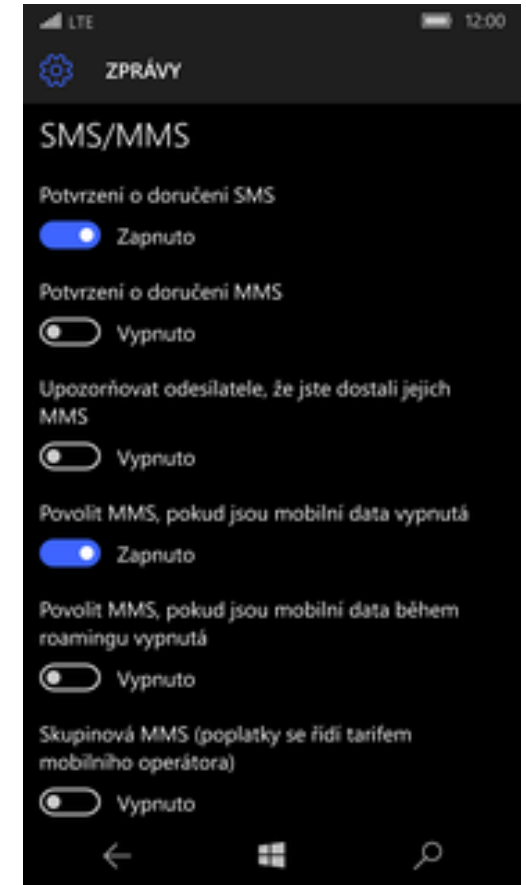 LTE 12:00
ZPRÁVY
SMS/MMS
Potvrzení o doručení SMS
Zapnuto
Potvrzení o doručení MMS
Vypnuto
Upozorňovat odesílatele, že jste dostali jejich
MMS
Vypnuto
Povolit MMS, pokud jsou mobilní data vypnutá
Zapnuto
Povolit MMS, pokud jsou mobilní data během
roamingu vypnutá
Vypnuto
Skupinová MMS (poplatky se řídí tarifem
mobilního operátora)
Vypnuto